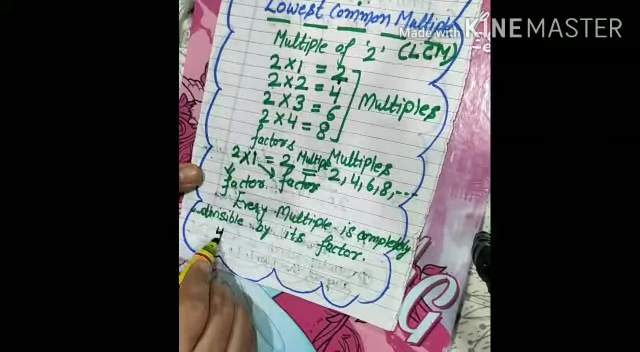 Lowest Common Multiple
Made with KINEMASTER
Multiple of '2' (LCM)
2 × 1 = 2
2 × 2 = 4
2 × 3 = 6
2 × 4 = 8
Multiples
factors
2 × 1 = 2 Multiple Multiples = 2, 4, 6, 8, ---
factor factor
Every Multiple is completely
divisible by its factor.
4
G